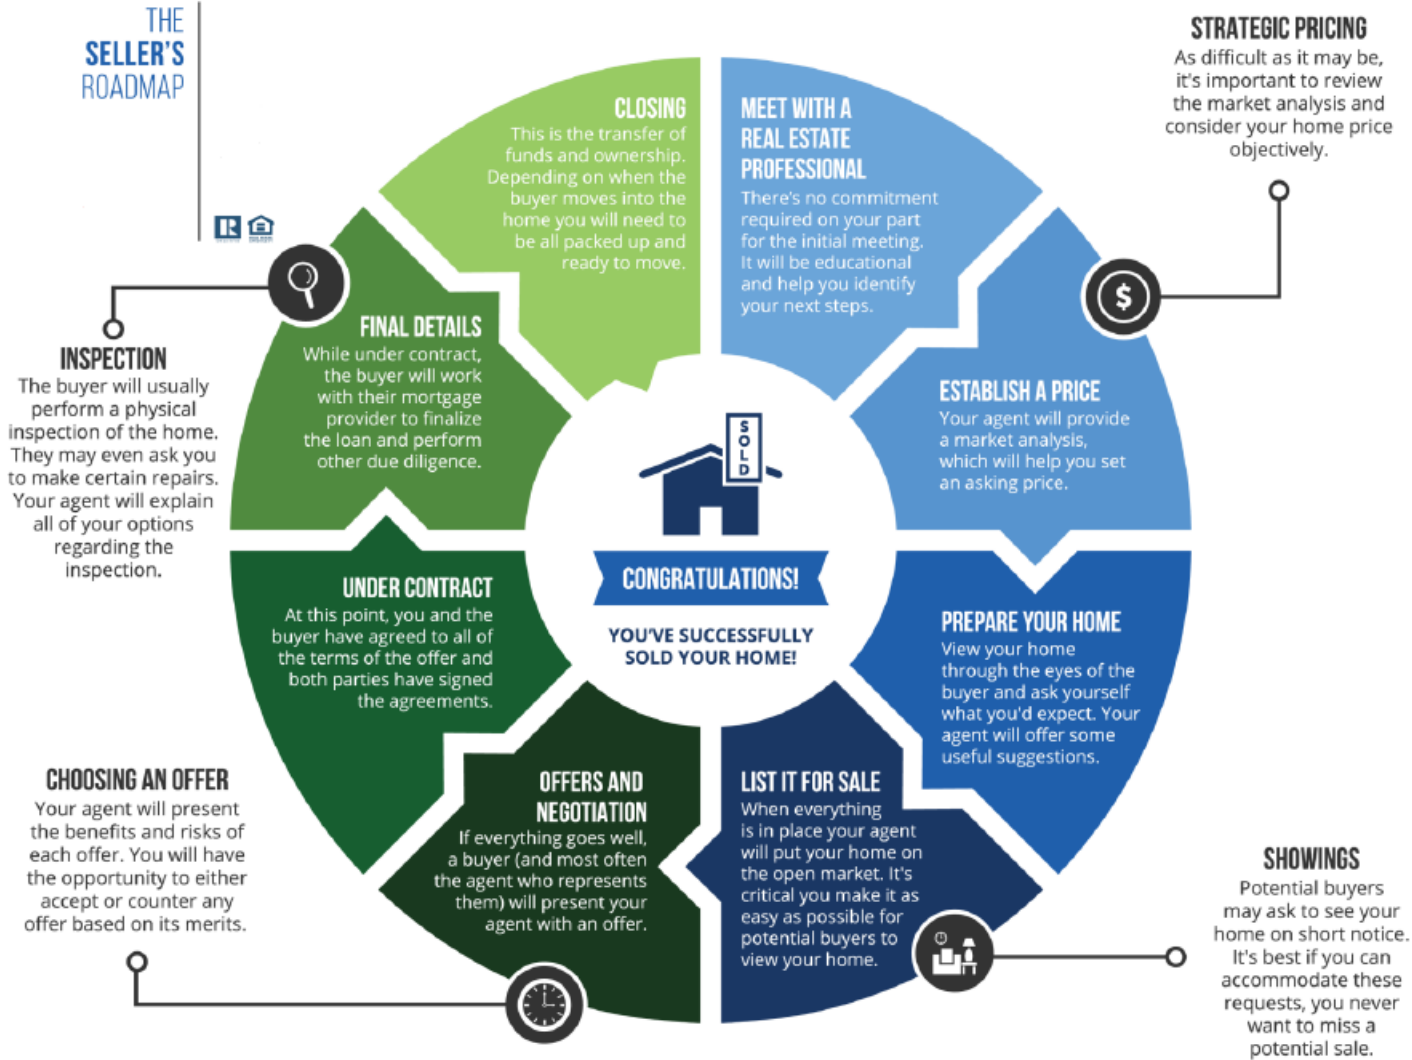 THE
SELLER'S
ROADMAP
STRATEGIC PRICING
As difficult as it may be,
it's important to review
the market analysis and
consider your home price
objectively.
MEET WITH A
REAL ESTATE
PROFESSIONAL
There's no commitment
required on your part
for the initial meeting.
It will be educational
and help you identify
your next steps.
ESTABLISH A PRICE
Your agent will provide
a market analysis,
which will help you set
an asking price.
PREPARE YOUR HOME
View your home
through the eyes of the
buyer and ask yourself
what you'd expect. Your
agent will offer some
useful suggestions.
LIST IT FOR SALE
When everything
is in place your agent
will put your home on
the open market. It's
critical you make it as
easy as possible for
potential buyers to
view your home.
SHOWINGS
Potential buyers
may ask to see your
home on short notice.
It's best if you can
accommodate these
requests, you never
want to miss a
potential sale.
OFFERS AND
NEGOTIATION
If everything goes well,
a buyer (and most often
the agent who represents
them) will present your
agent with an offer.
CHOOSING AN OFFER
Your agent will present
the benefits and risks of
each offer. You will have
the opportunity to either
accept or counter any
offer based on its merits.
UNDER CONTRACT
At this point, you and the
buyer have agreed to all of
the terms of the offer and
both parties have signed
the agreements.
FINAL DETAILS
While under contract,
the buyer will work
with their mortgage
provider to finalize
the loan and perform
other due diligence.
INSPECTION
The buyer will usually
perform a physical
inspection of the home.
They may even ask you
to make certain repairs.
Your agent will explain
all of your options
regarding the
inspection.
CLOSING
This is the transfer of
funds and ownership.
Depending on when the
buyer moves into the
home you will need to
be all packed up and
ready to move.
SOLD
CONGRATULATIONS!
YOU'VE SUCCESSFULLY
SOLD YOUR HOME!
R
$